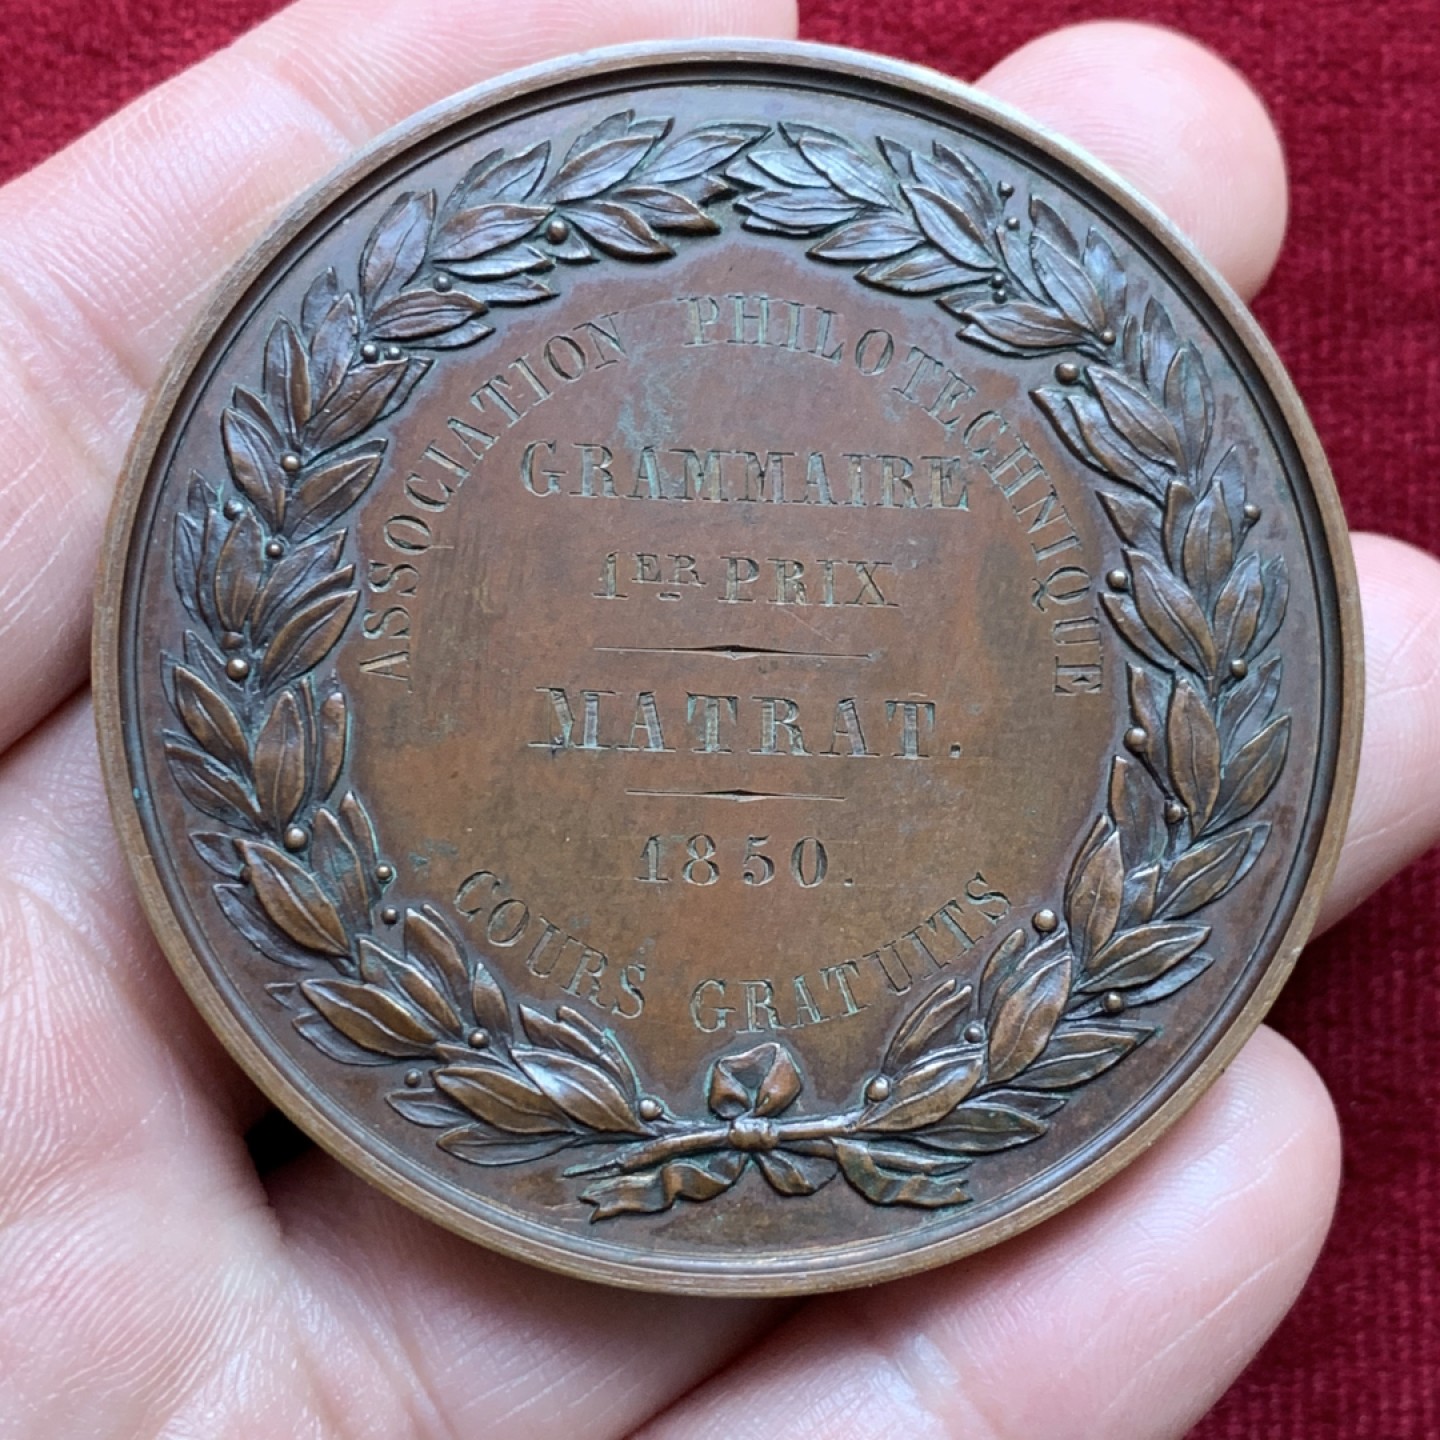 ASSOCIATION PHILOTECHNIQUE
GRAMMAIRE
1ER PRIX
MATRAT.
1850.
COURS GRATUITS